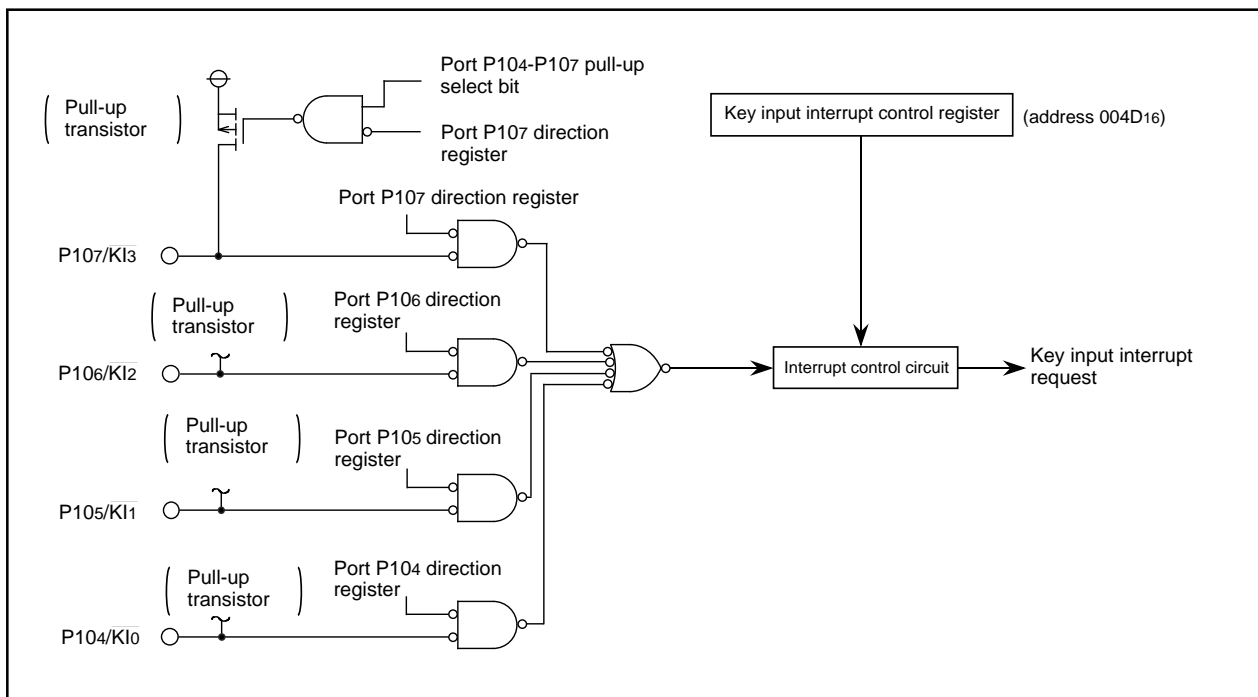 Port P104-P107 pull-up
select bit
Pull-up
transistor
Key input interrupt control register
(address 004D16)
Port P107 direction
register
Port P107 direction register
P107/KI3
Pull-up
transistor
Port P106 direction
register
P106/KI2
Interrupt control circuit
Key input interrupt
request
Pull-up
transistor
Port P105 direction
register
P105/KI1
Pull-up
transistor
Port P104 direction
register
P104/KI0